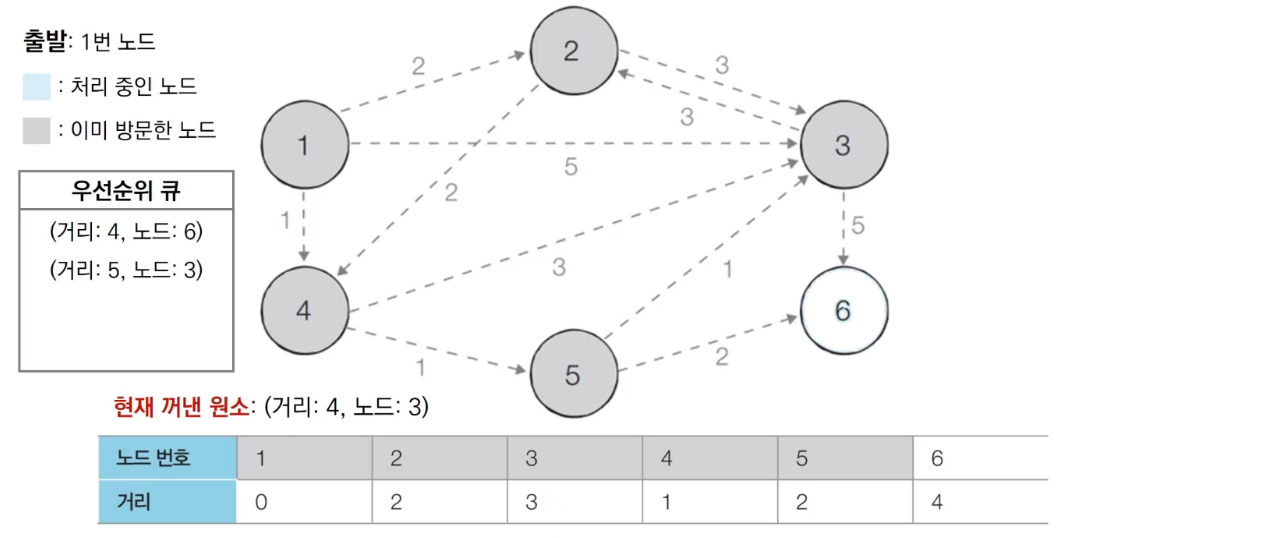 출발: 1번 노드
: 처리 중인 노드
: 이미 방문한 노드
우선순위 큐
(거리: 4, 노드: 6)
(거리: 5, 노드: 3)
2
3
2
3
1
3
5
3
2
1
5
4
3
1
6
1
5
2
현재 꺼낸 원소: (거리: 4, 노드: 3)
노드 번호 1 2 3 4 5 6
거리 0 2 3 1 2 4